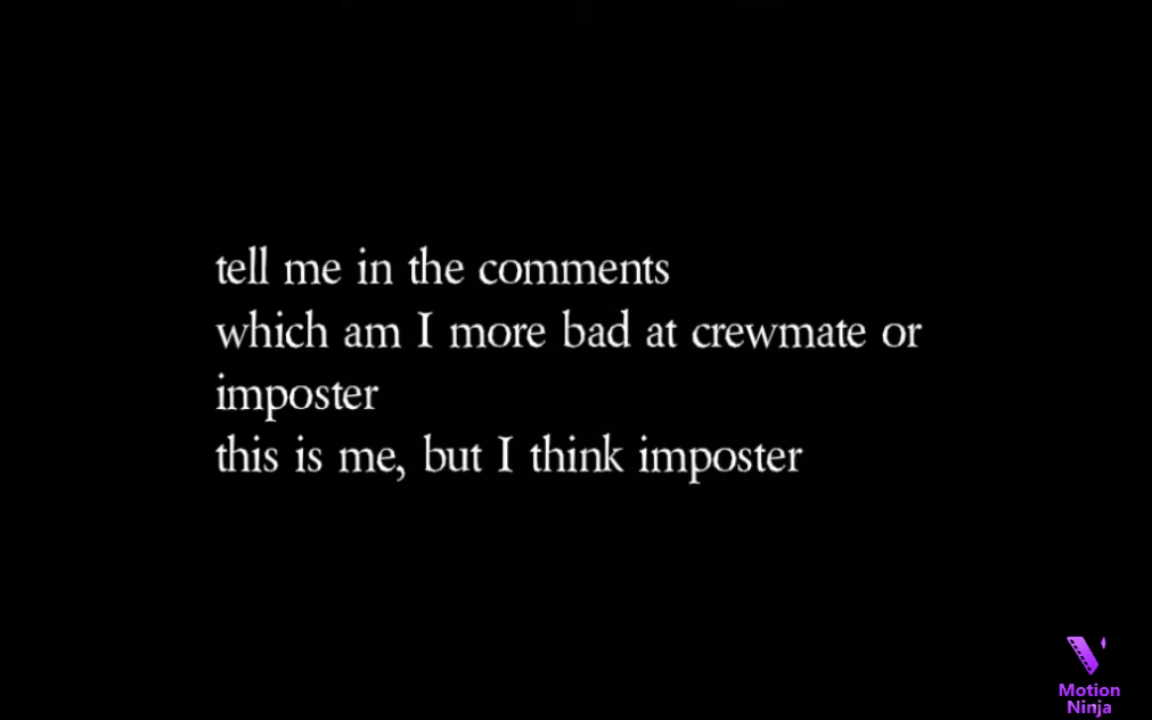 tell me in the comments
which am I more bad at crewmate or
imposter
this is me, but I think imposter
Motion
Ninja